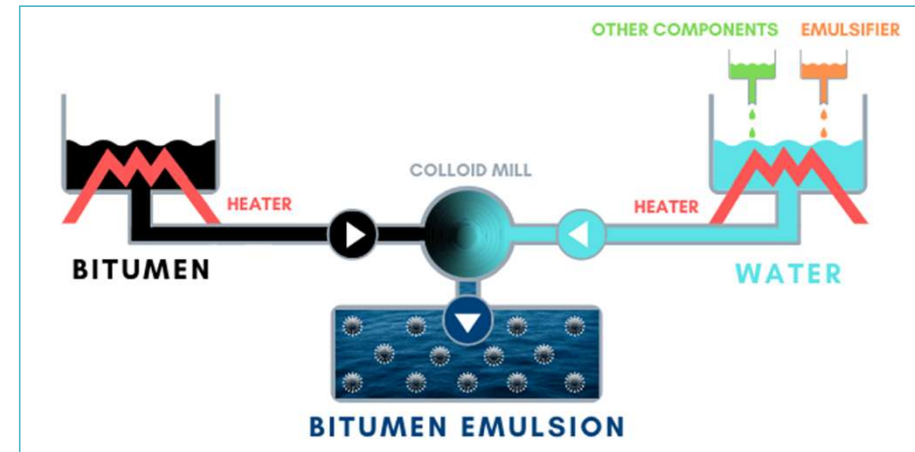 OTHER COMPONENTS
EMULSIFIER
COLLOID MILL
HEATER
HEATER
BITUMEN
WATER
BITUMEN EMULSION